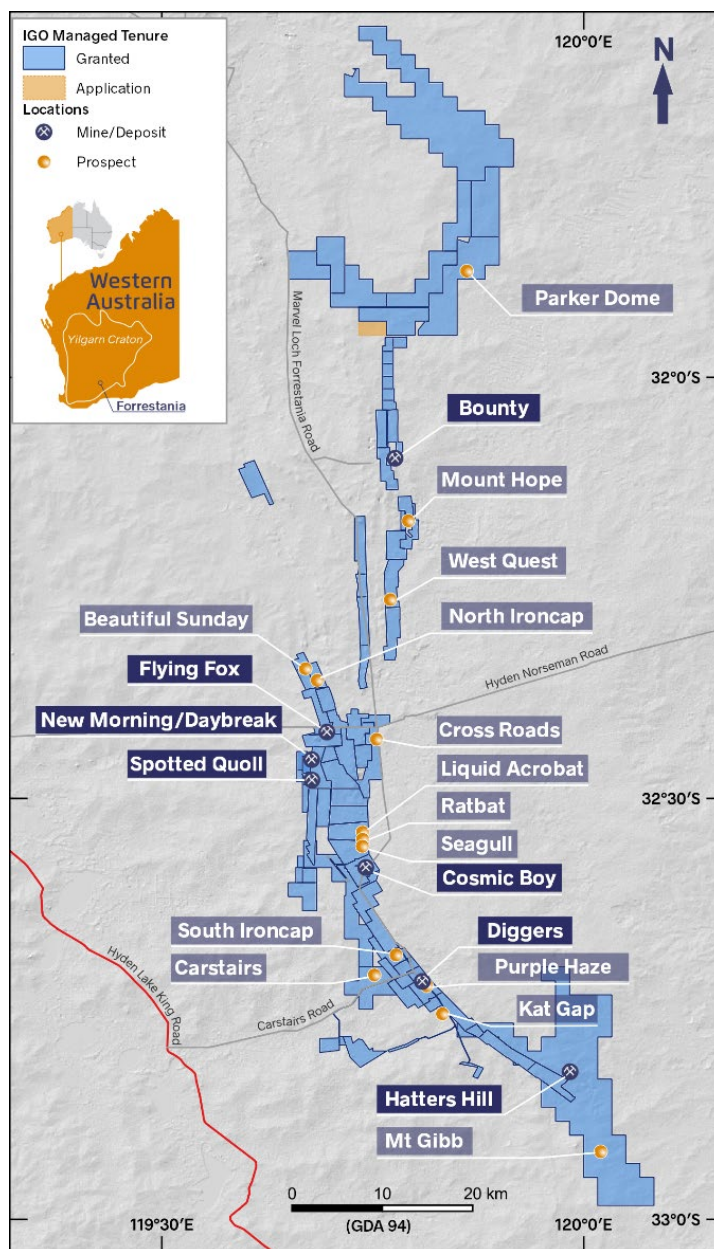 IGO Managed Tenure
Granted
Application
Locations
Mine/Deposit
Prospect
Western
Australia
Yilgarn Craton
Forrestania
120°0'E
N
Parker Dome
Marvel Loch Forrestania Road
32°0'S
Bounty
Mount Hope
West Quest
Beautiful Sunday
North Ironcap
Flying Fox
Hyden Norseman Road
New Morning/Daybreak
Cross Roads
Spotted Quoll
Liquid Acrobat
32°30'S
Ratbat
Seagull
Cosmic Boy
South Ironcap
Diggers
Carstairs
Purple Haze
Hyden Lake King Road
Carstairs Road
Kat Gap
Hatters Hill
Mt Gibb
0 10 20 km
(GDA 94)
119°30'E
120°0'E
33°0'S